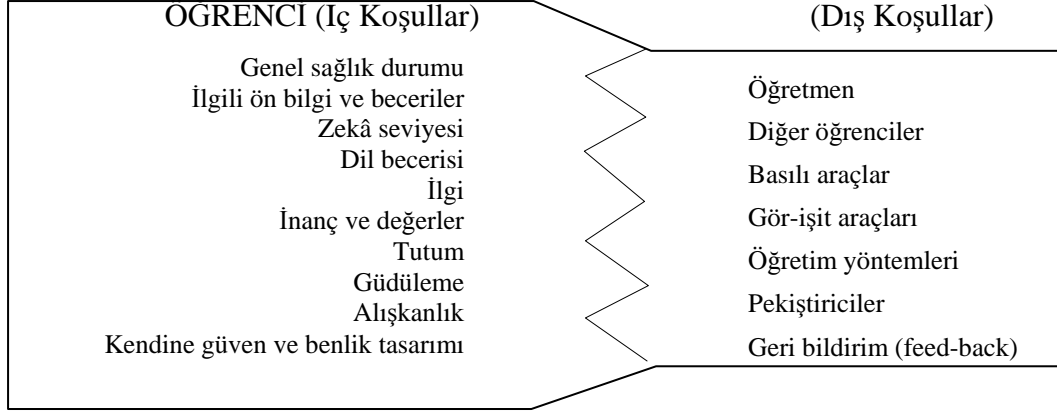 ÖĞRENCİ (İç Koşullar)
Genel sağlık durumu
İlgili ön bilgi ve beceriler
Zekâ seviyesi
Dil becerisi
İlgi
İnanç ve değerler
Tutum
Güdüleme
Alışkanlık
Kendine güven ve benlik tasarımı
(Dış Koşullar)
Öğretmen
Diğer öğrenciler
Basılı araçlar
Gör-işit araçları
Öğretim yöntemleri
Pekiştiriciler
Geri bildirim (feed-back)